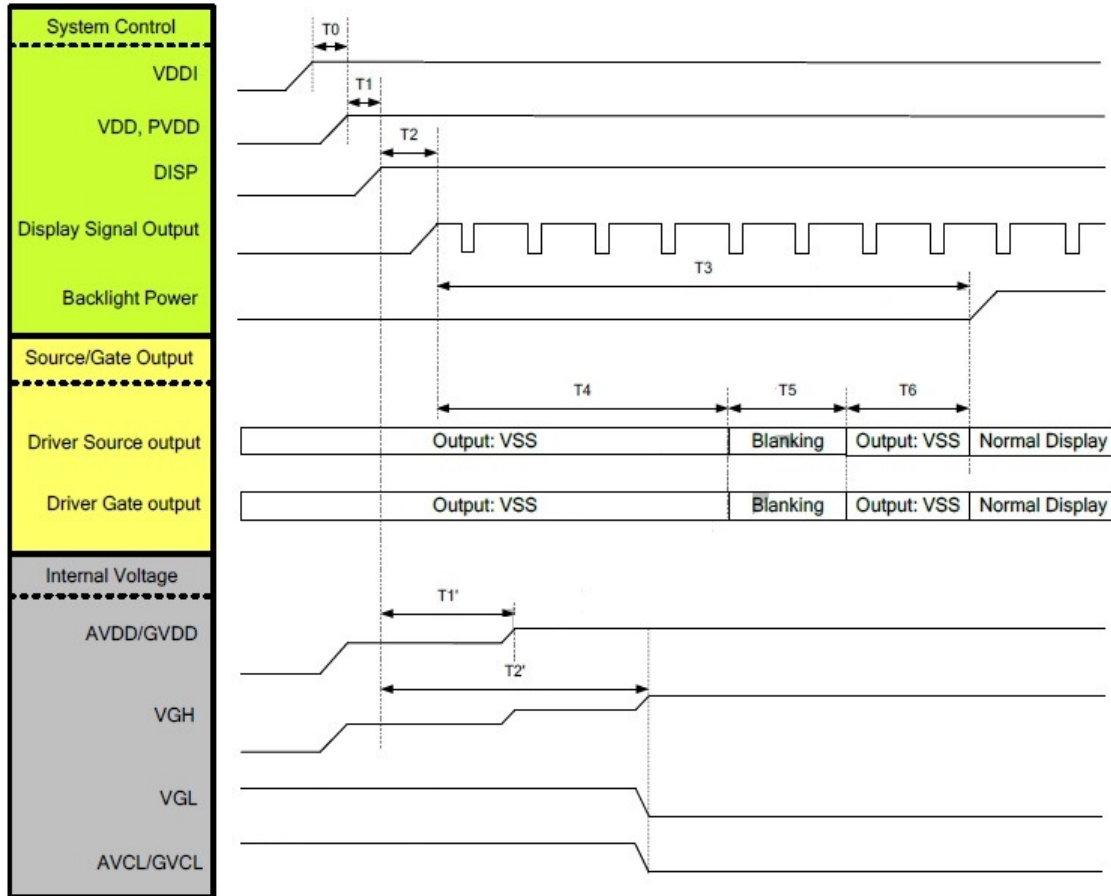 System Control
T0
VDDI
T1
VDD, PVDD
T2
DISP
Display Signal Output
T3
Backlight Power
Source/Gate Output
T4 T5 T6
Driver Source output Output: VSS Blanking Output: VSS Normal Display
Driver Gate output Output: VSS Blanking Output: VSS Normal Display
Internal Voltage
T1'
AVDD/GVDD
T2'
VGH
VGL
AVCL/GVCL